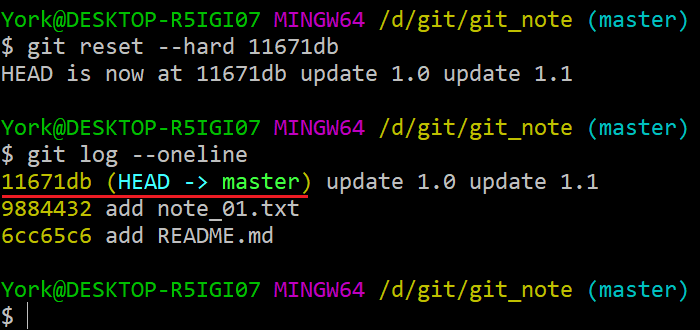 York@DESKTOP-R5IGI07 MINGW64 /d/git/git_note (master)
$ git reset --hard 11671db
HEAD is now at 11671db update 1.0 update 1.1
York@DESKTOP-R5IGI07 MINGW64 /d/git/git_note (master)
$ git log --oneline
11671db (HEAD -> master) update 1.0 update 1.1
9884432 add note_01.txt
6cc65c6 add README.md
York@DESKTOP-R5IGI07 MINGW64 /d/git/git_note (master)
$